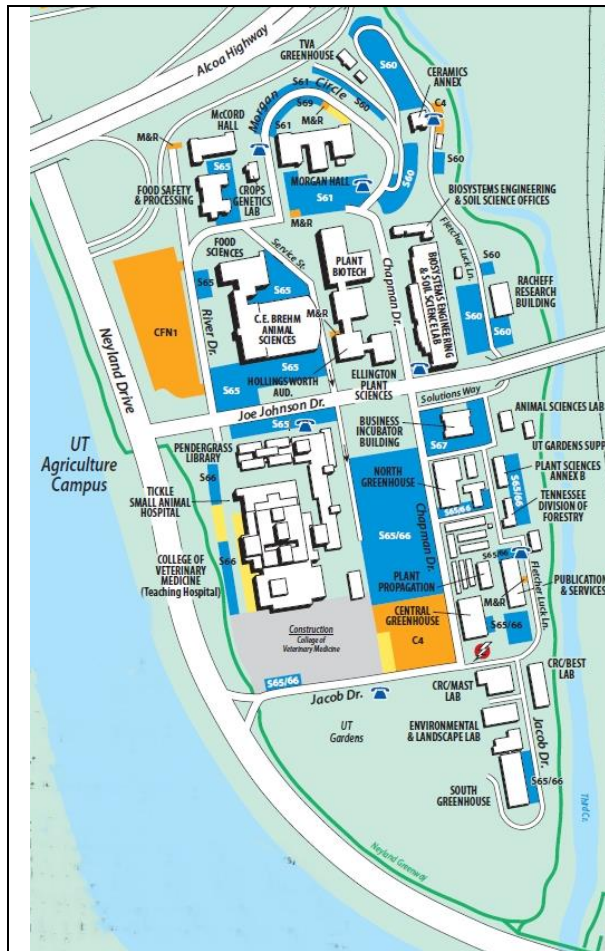 Alcoa Highway
TVA
GREENHOUSE
S60
CERAMICS
ANNEX
C4
Morgan
Circle
S61
S69
S60
M&R
S61
McCORD
HALL
M&R
S65
FOOD SAFETY
& PROCESSING
CROPS
GENETICS
LAB
MORGAN HALL
S61
S60
S60
M&R
BIOSYSTEMS ENGINEERING
& SOIL SCIENCE OFFICES
FOOD
SCIENCES
Service St.
PLANT
BIOTECH
Chapman Dr.
BIOSYSTEMS ENGINEERING
& SOIL SCIENCE LAB
Fletcher Luck Ln.
S60
RACHEFF
RESEARCH
BUILDING
S60
S60
CFN1
S65
River Dr.
S65
C.E. BREHM
ANIMAL
SCIENCES
M&R
S65
S65
HOLLINGSWORTH
AUD.
ELLINGTON
PLANT
SCIENCES
Neyland Drive
Joe Johnson Dr.
Solutions Way
S65
BUSINESS
INCUBATOR
BUILDING
S67
ANIMAL SCIENCES LAB
UT GARDENS SUPP
UT
Agriculture
Campus
PENDERGRASS
LIBRARY
S66
TICKLE
SMALL ANIMAL
HOSPITAL
NORTH
GREENHOUSE
PLANT SCIENCES
ANNEX B
S65/66
S65/66
TENNESSEE
DIVISION OF
FORESTRY
S65/66
Chapman Dr.
S65/66
S66
COLLEGE OF
VETERINARY
MEDICINE
(Teaching Hospital)
PLANT
PROPAGATION
PUBLICATION
& SERVICES
M&R
Fletcher Luck Ln.
CENTRAL
GREENHOUSE
S65/66
C4
Construction
College of
Veterinary Medicine
S65/66
Jacob Dr.
CRC/MAST
LAB
CRC/BEST
LAB
UT
Gardens
ENVIRONMENTAL
& LANDSCAPE LAB
Jacob Dr.
S65/66
SOUTH
GREENHOUSE
Third Cr.
Neyland Greenway